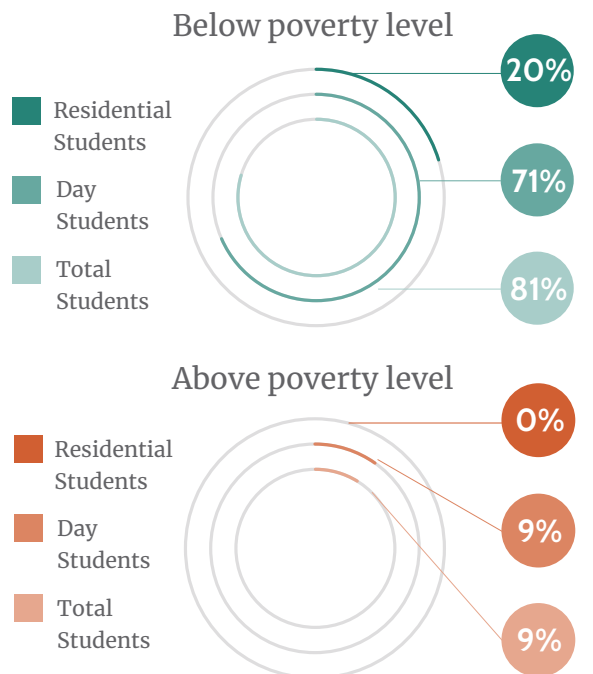 Below poverty level
20%
Residential
Students
71%
Day
Students
81%
Total
Students
Above poverty level
0%
Residential
Students
9%
Day
Students
9%
Total
Students